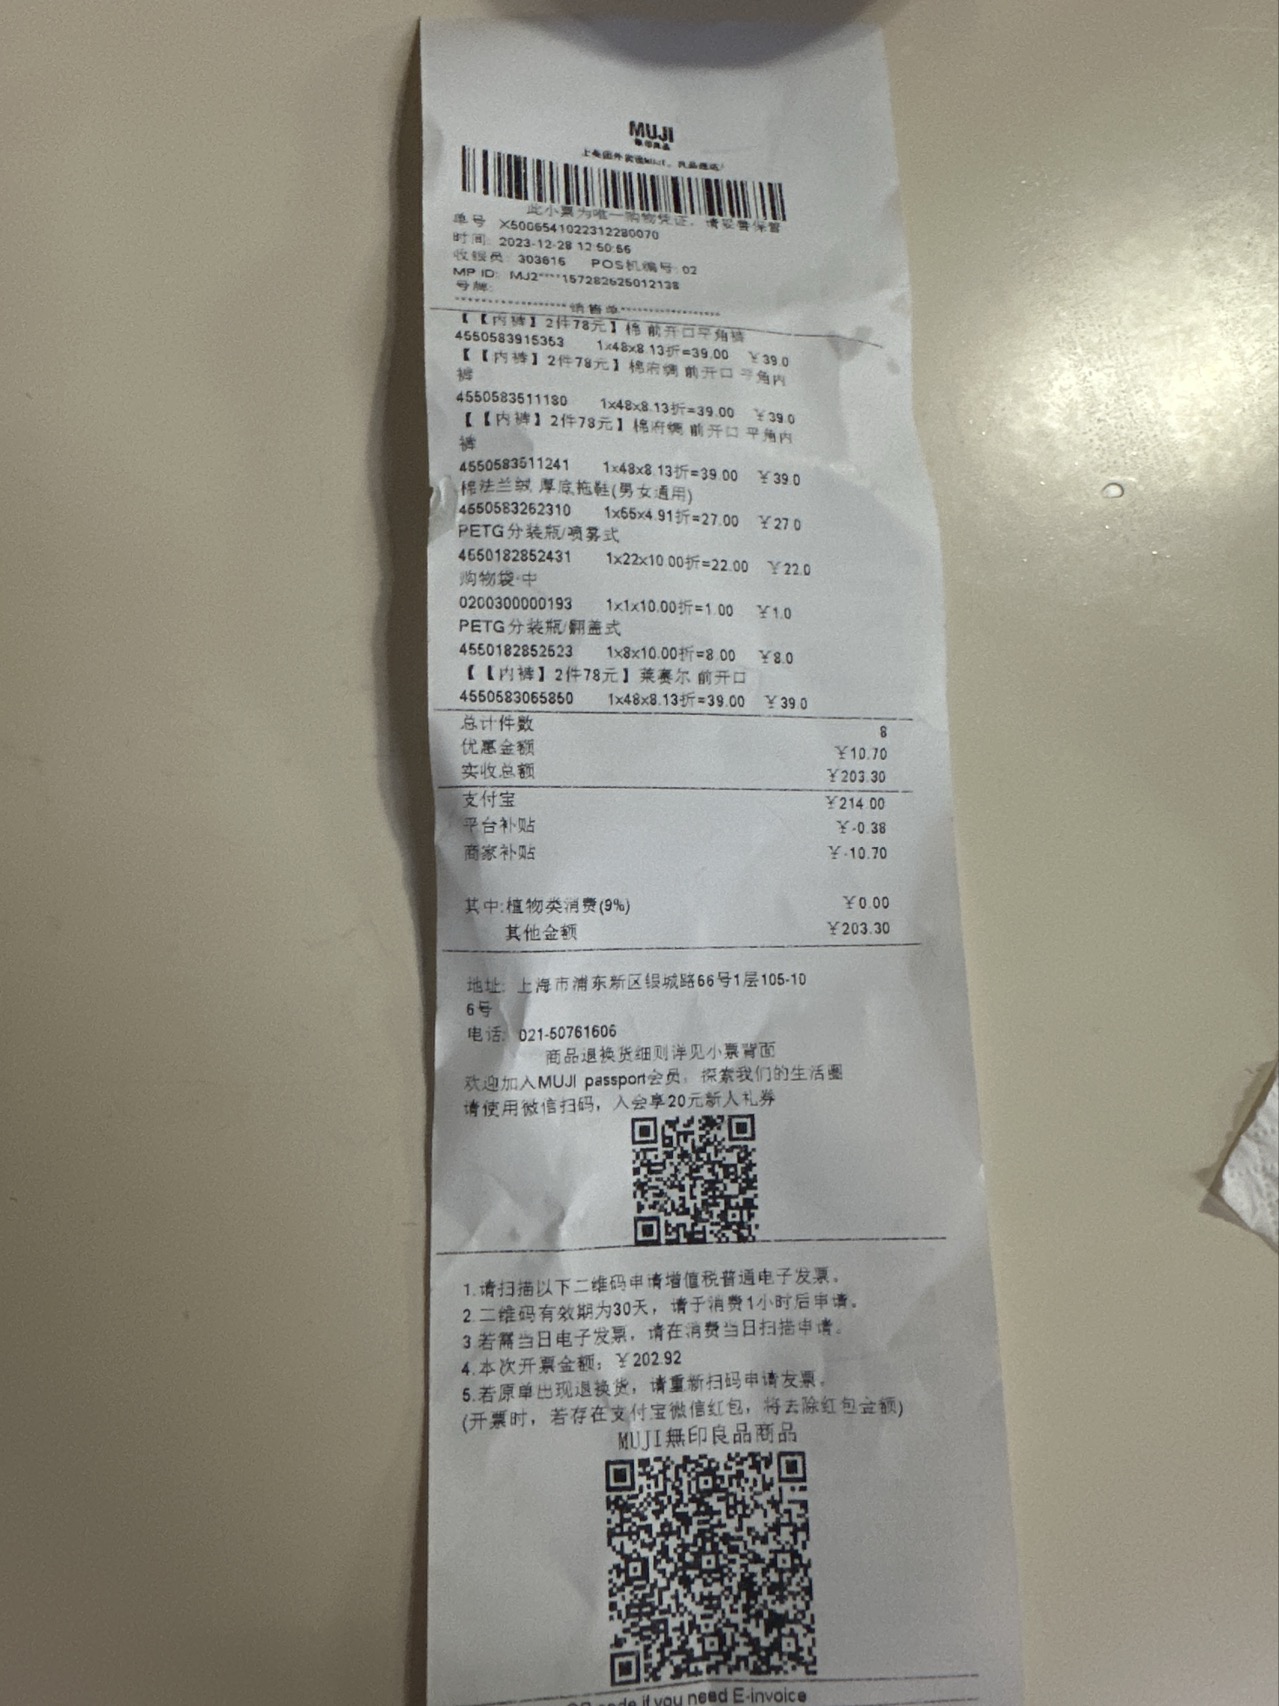 MUJI
無印良品
此小票为唯一购物凭证，请妥善保管
单号 X5006541022312280070
时间: 2023-12-28 12:50:56
收银员: 303616 POS机编号: 02
MP ID: MJ2****157282625012138
号牌:
销售单
【【内裤】2件78元】棉 前开口平角裤
4550583915353 1x48x8.13折=39.00 ¥39.0
【【内裤】2件78元】棉府绸 前开口 平角内
裤
4550583511180 1x48x8.13折=39.00 ¥39.0
【【内裤】2件78元】棉府绸 前开口 平角内
裤
4550583511241 1x48x8.13折=39.00 ¥39.0
棉法兰绒 厚底拖鞋(男女通用)
4550583262310 1x55x4.91折=27.00 ¥27.0
PETG分装瓶/喷雾式
4550182852431 1x22x10.00折=22.00 ¥22.0
购物袋·中
0200300000193 1x1x10.00折=1.00 ¥1.0
PETG分装瓶/翻盖式
4550182852523 1x8x10.00折=8.00 ¥8.0
【【内裤】2件78元】莱赛尔 前开口
4550583065850 1x48x8.13折=39.00 ¥39.0
总计件数 8
优惠金额 ¥10.70
实收总额 ¥203.30
支付宝 ¥214.00
平台补贴 ¥-0.38
商家补贴 ¥-10.70
其中:植物类消费(9%) ¥0.00
其他金额 ¥203.30
地址: 上海市浦东新区银城路66号1层105-10
6号
电话: 021-50761606
商品退换货细则详见小票背面
欢迎加入MUJI passport会员，探索我们的生活圈
请使用微信扫码，入会享20元新人礼券
1.请扫描以下二维码申请增值税普通电子发票。
2.二维码有效期为30天，请于消费1小时后申请。
3.若需当日电子发票，请在消费当日扫描申请。
4.本次开票金额：¥202.92
5.若原单出现退换货，请重新扫码申请发票。
(开票时，若存在支付宝微信红包，将去除红包金额)
MUJI無印良品商品
code if you need E-invoice